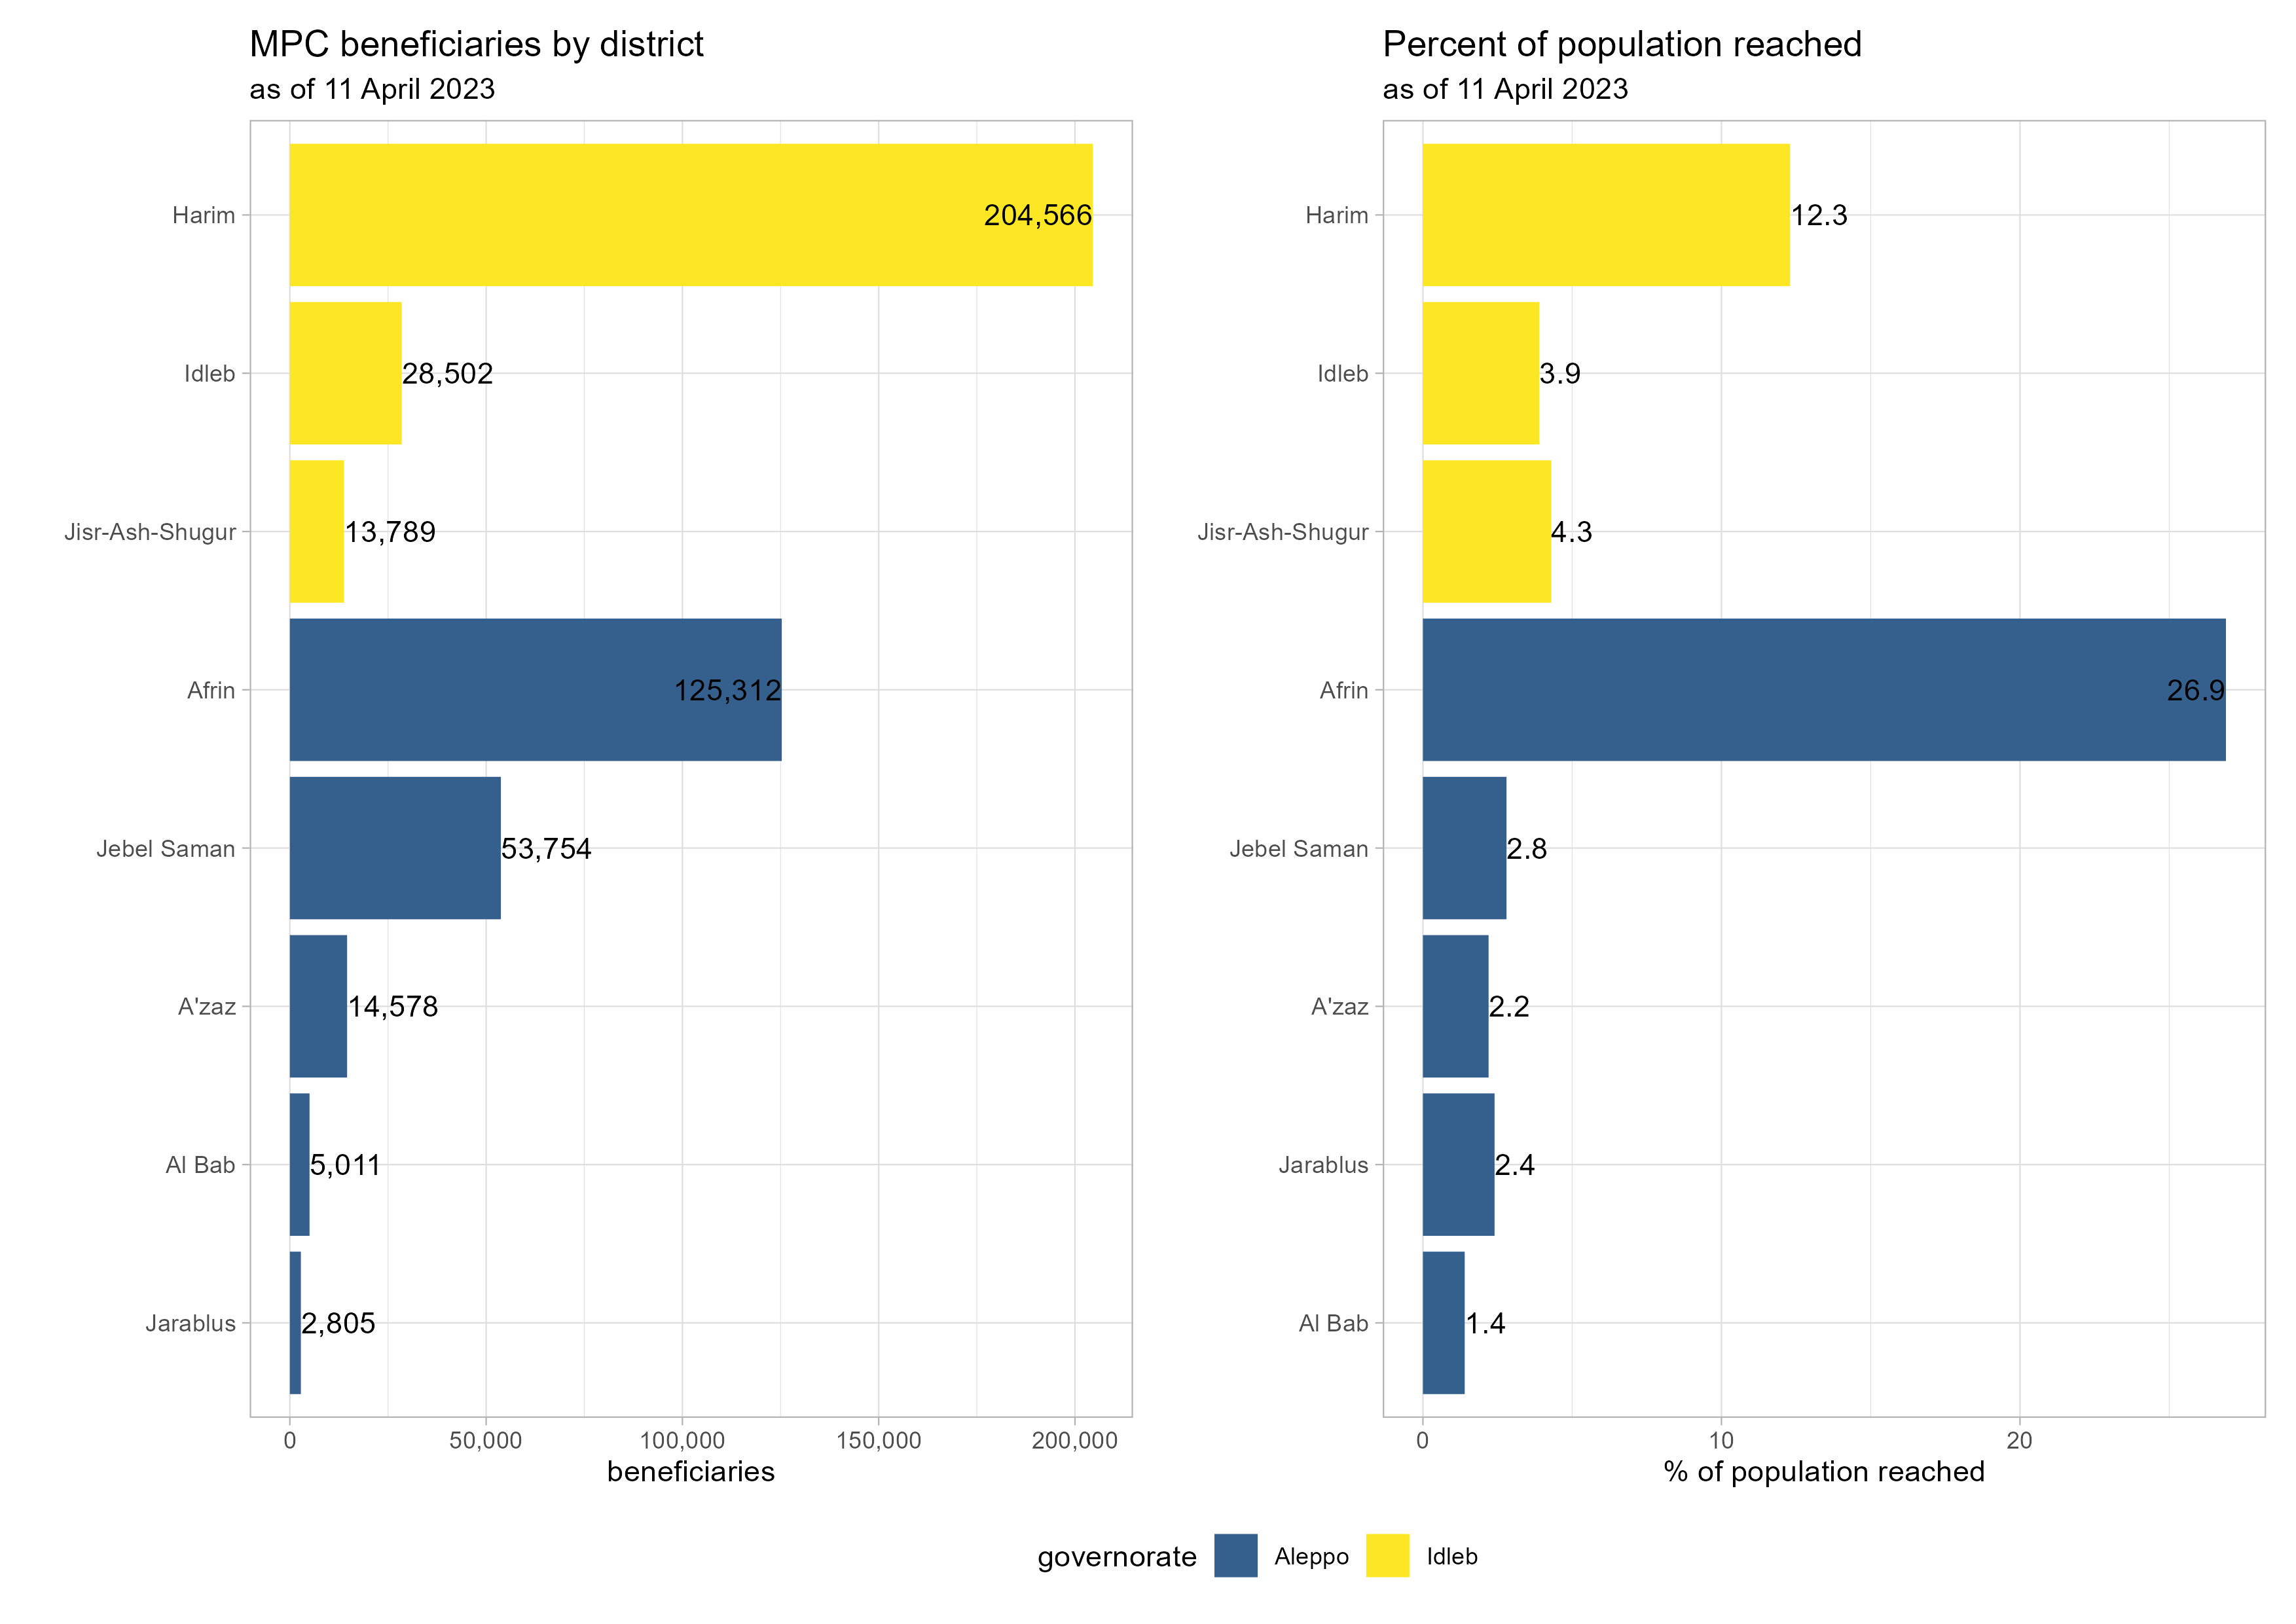 MPC beneficiaries by district
as of 11 April 2023
Harim
204,566
Idleb
28,502
Jisr-Ash-Shugur
13,789
Afrin
125,312
Jebel Saman
53,754
A'zaz
14,578
Al Bab
5,011
Jarablus
2,805
0 50,000 100,000 150,000 200,000
beneficiaries
Percent of population reached
as of 11 April 2023
Harim
12.3
Idleb
3.9
Jisr-Ash-Shugur
4.3
Afrin
26.9
Jebel Saman
2.8
A'zaz
2.2
Jarablus
2.4
Al Bab
1.4
0 10 20
% of population reached
governorate Aleppo Idleb